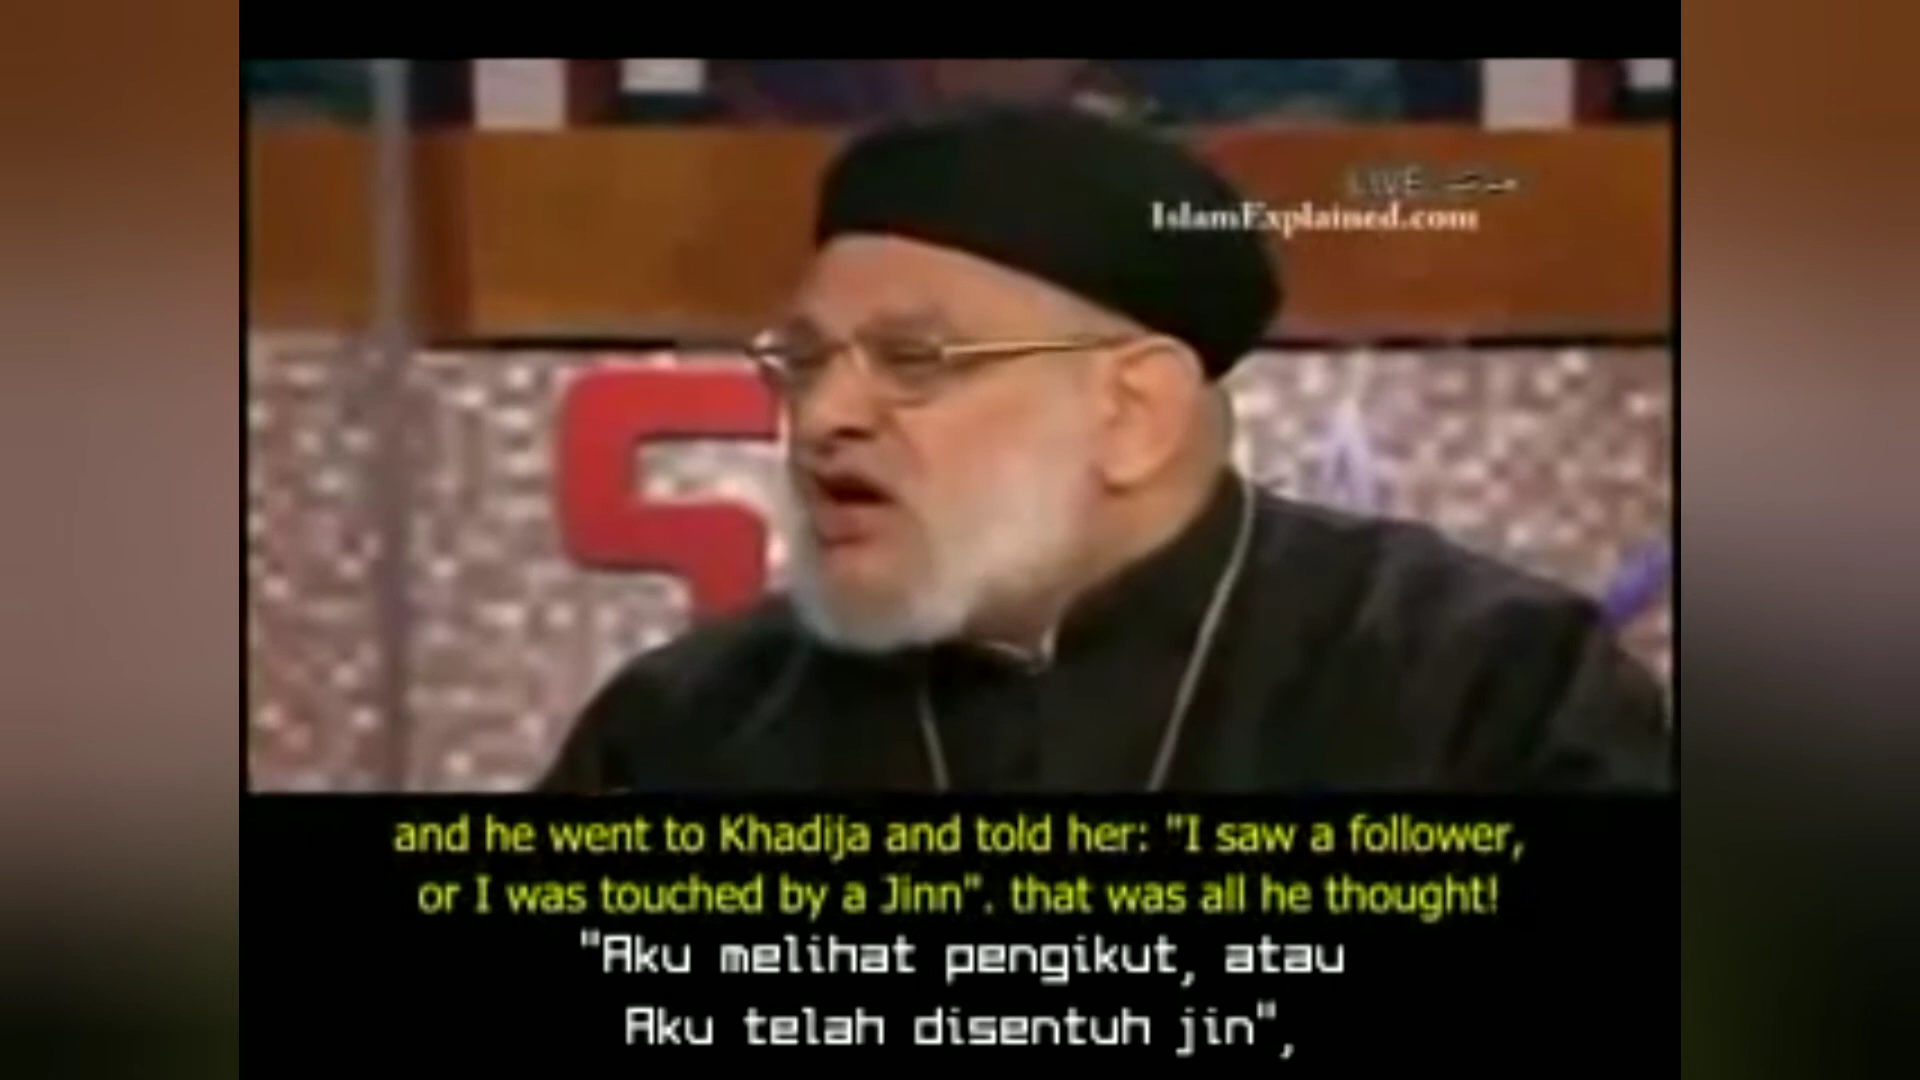 LIVE
IslamExplained.com
5
and he went to Khadija and told her: "I saw a follower,
or I was touched by a Jinn". that was all he thought!
"Aku melihat pengikut, atau
Aku telah disentuh jin",